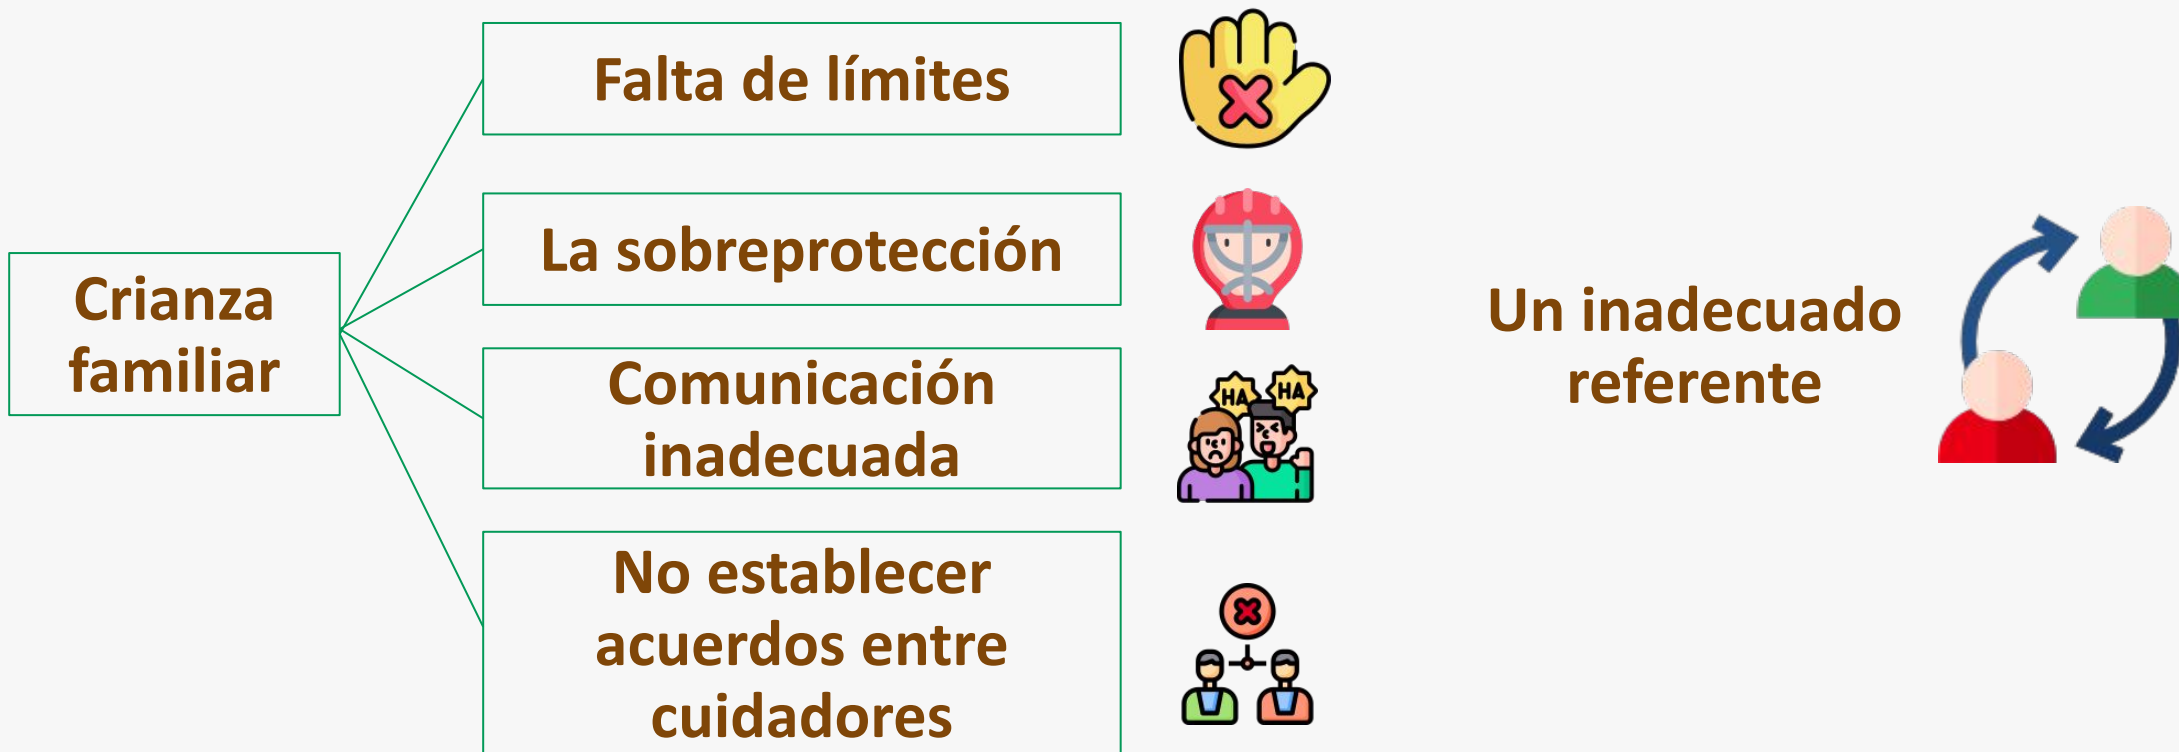 Crianza
familiar
Falta de límites
La sobreprotección
Comunicación
inadecuada
HA
HA
No establecer
acuerdos entre
cuidadores
Un inadecuado
referente